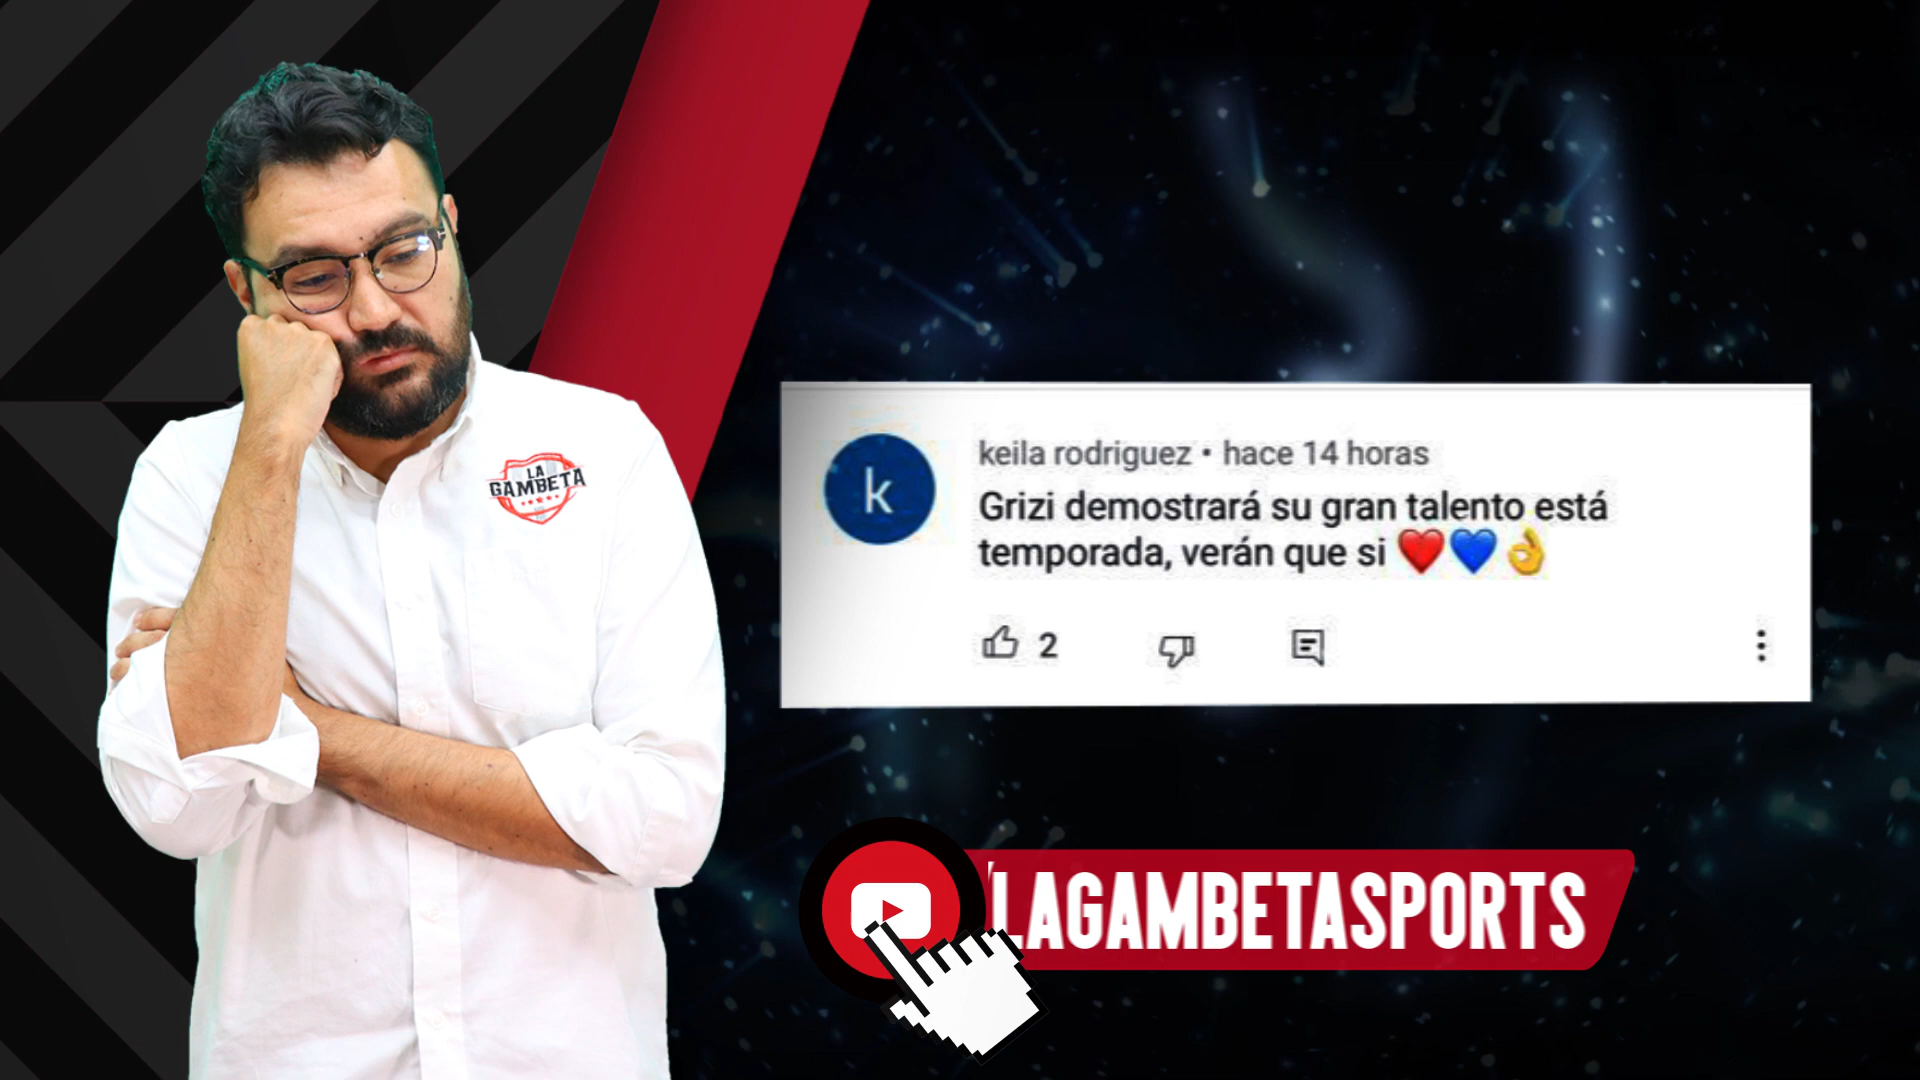 LA
GAMBETA
k
keila rodriguez • hace 14 horas
Grizi demostrará su gran talento está
temporada, verán que si ❤️💙👌
2
LAGAMBETASPORTS